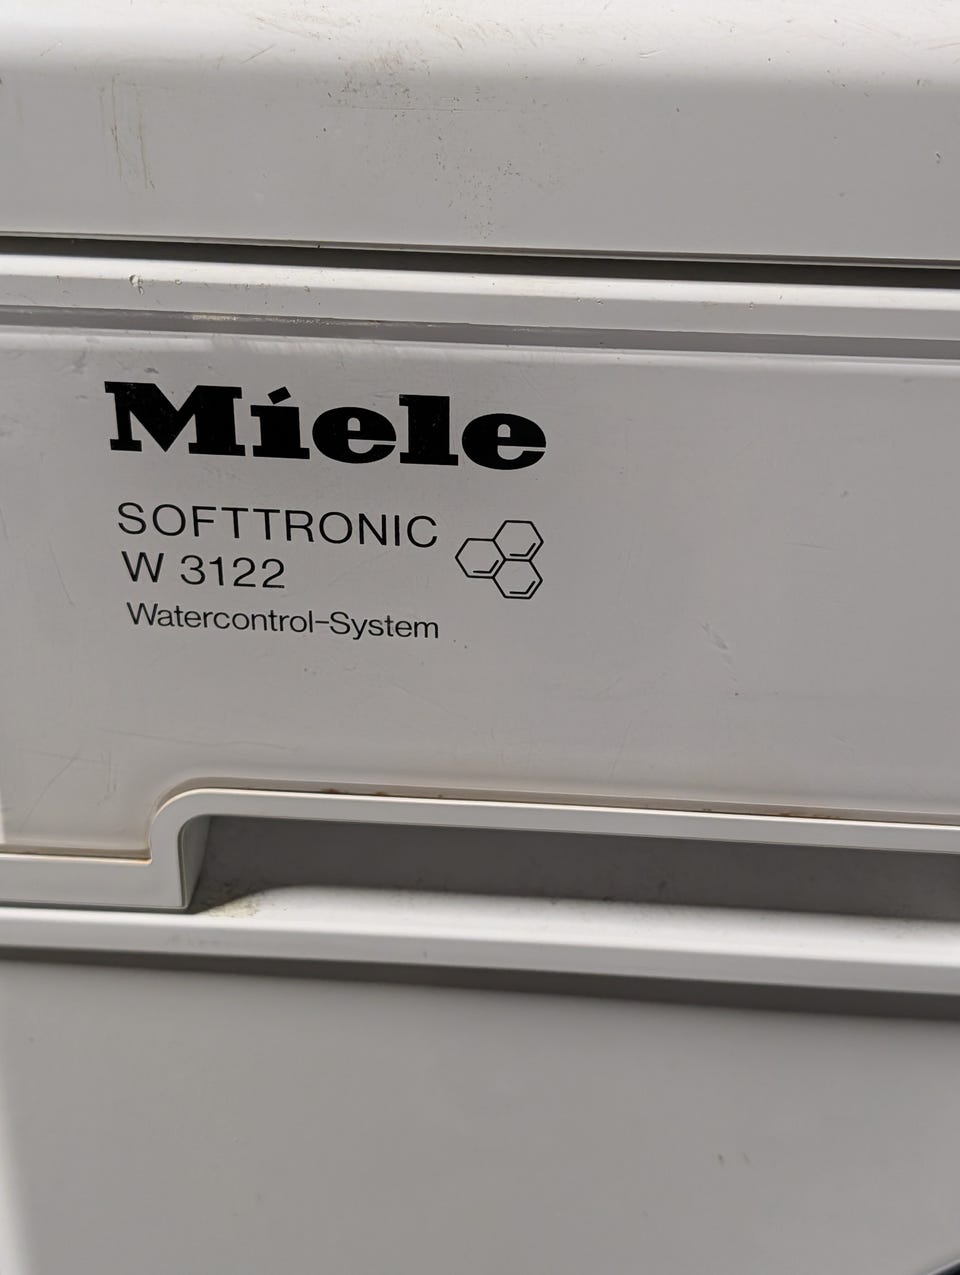 Miele
SOFTTRONIC
W 3122
Watercontrol-System